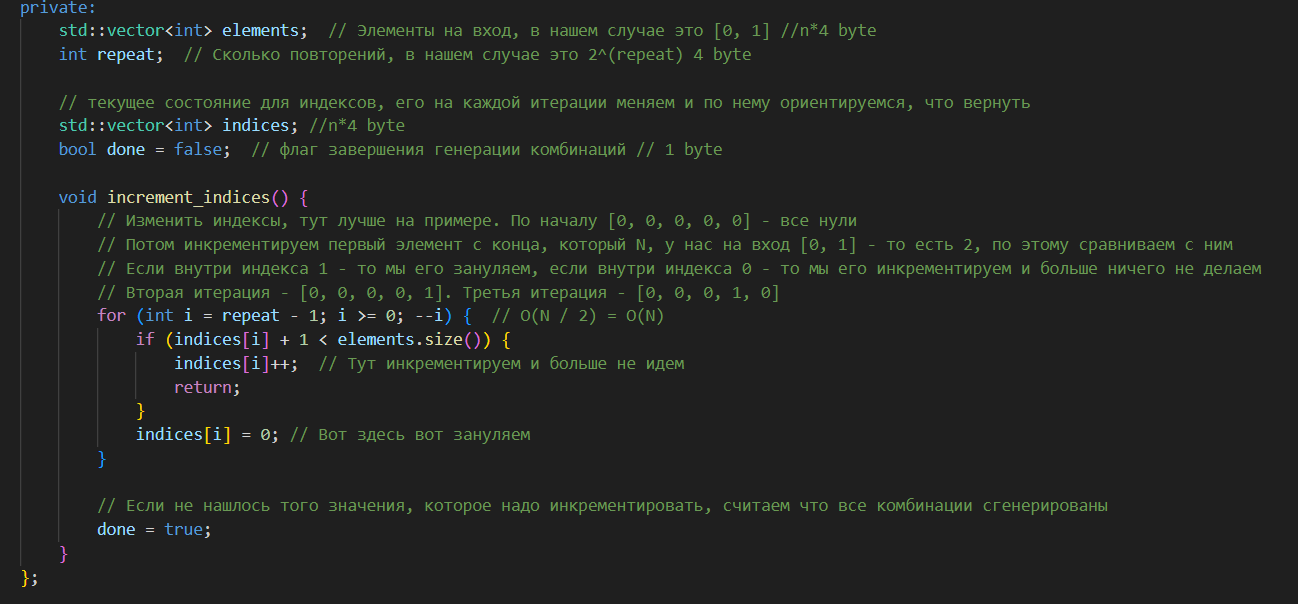 private:
    std::vector<int> elements;  // Элементы на вход, в нашем случае это [0, 1] //n*4 byte
    int repeat;  // Сколько повторений, в нашем случае это 2^(repeat) 4 byte

    // текущее состояние для индексов, его на каждой итерации меняем и по нему ориентируемся, что вернуть
    std::vector<int> indices; //n*4 byte
    bool done = false;  // флаг завершения генерации комбинаций // 1 byte

    void increment_indices() {
        // Изменить индексы, тут лучше на примере. По началу [0, 0, 0, 0, 0] - все нули
        // Потом инкрементируем первый элемент с конца, который N, у нас на вход [0, 1] - то есть 2, по этому сравниваем с ним
        // Если внутри индекса 1 - то мы его зануляем, если внутри индекса 0 - то мы его инкрементируем и больше ничего не делаем
        // Вторая итерация - [0, 0, 0, 0, 1]. Третья итерация - [0, 0, 0, 1, 0]
        for (int i = repeat - 1; i >= 0; --i) {  // O(N / 2) = O(N)
            if (indices[i] + 1 < elements.size()) {
                indices[i]++;  // Тут инкрементируем и больше не идем
                return;
            }
            indices[i] = 0; // Вот здесь вот зануляем
        }

        // Если не нашлось того значения, которое надо инкрементировать, считаем что все комбинации сгенерированы
        done = true;
    }
};